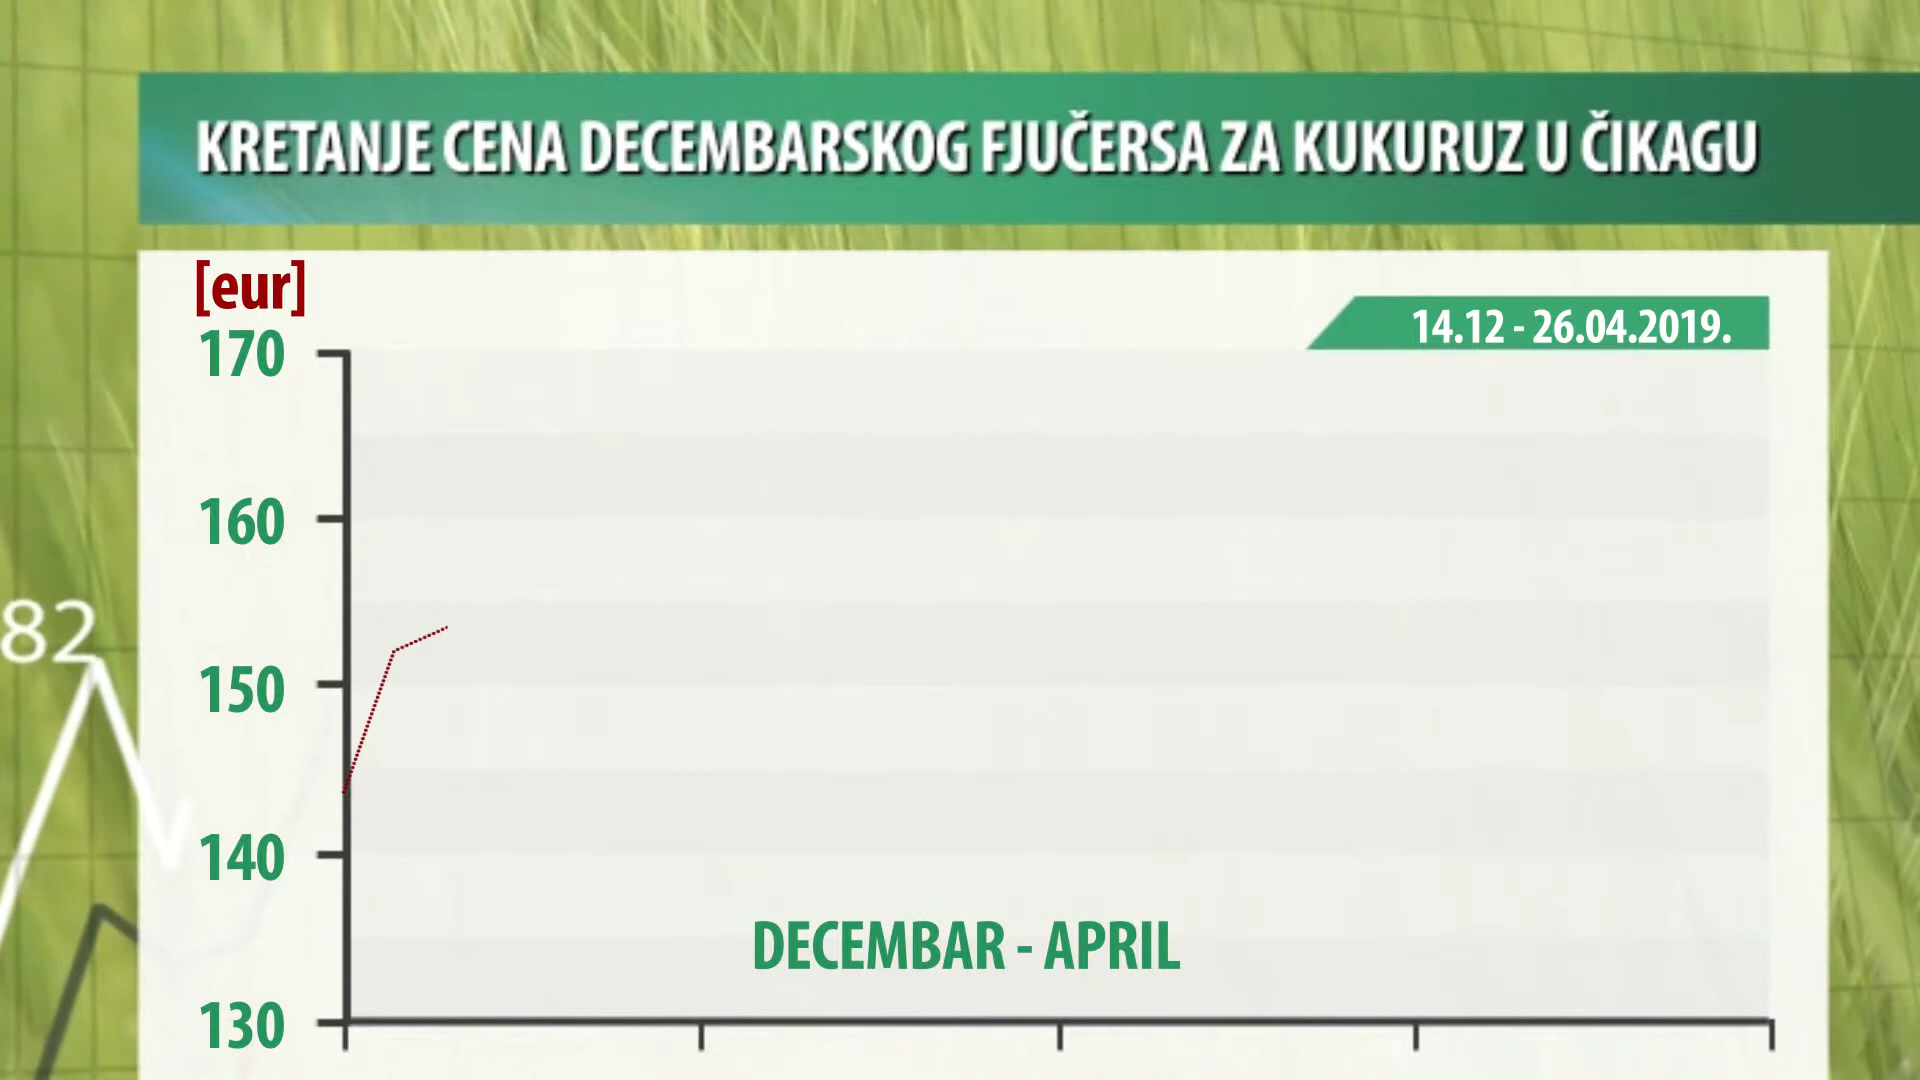 KRETANJE CENA DECEMBARSKOG FJUČERSA ZA KUKURUZ U ČIKAGU
[eur]
14.12 - 26.04.2019.
170
160
150
140
130
82
DECEMBAR - APRIL